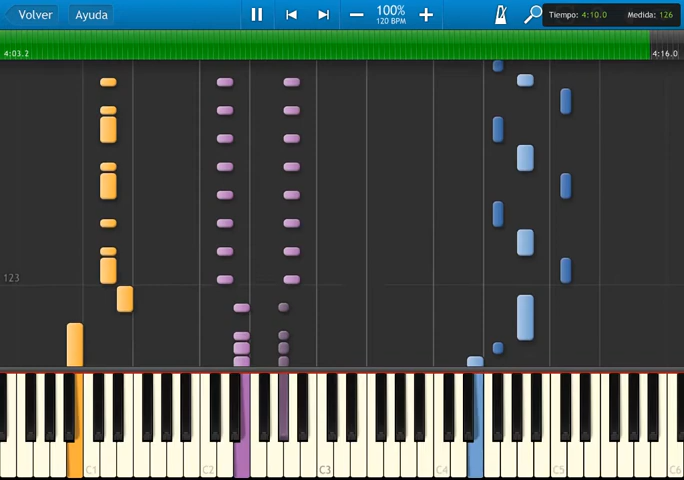 Volver
Ayuda
100%
120 BPM
Tiempo: 4:10.0 Medida: 126
4:03.2
4:16.0
123
C1
C2
C3
C4
C5
C6